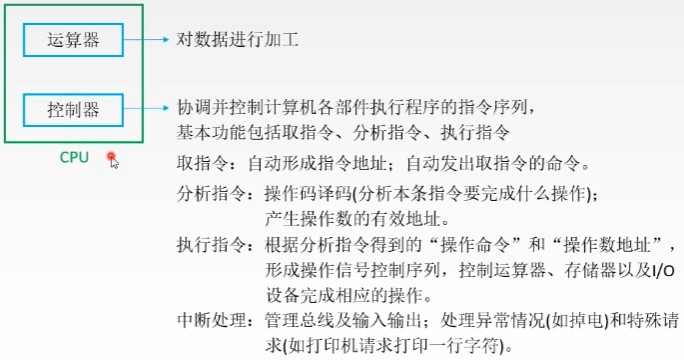 运算器
对数据进行加工
控制器
协调并控制计算机各部件执行程序的指令序列，
基本功能包括取指令、分析指令、执行指令
CPU
取指令：自动形成指令地址；自动发出取指令的命令。
分析指令：操作码译码(分析本条指令要完成什么操作)；
产生操作数的有效地址。
执行指令：根据分析指令得到的“操作命令”和“操作数地址”，
形成操作信号控制序列，控制运算器、存储器以及I/O
设备完成相应的操作。
中断处理：管理总线及输入输出；处理异常情况(如掉电)和特殊请
求(如打印机请求打印一行字符)。